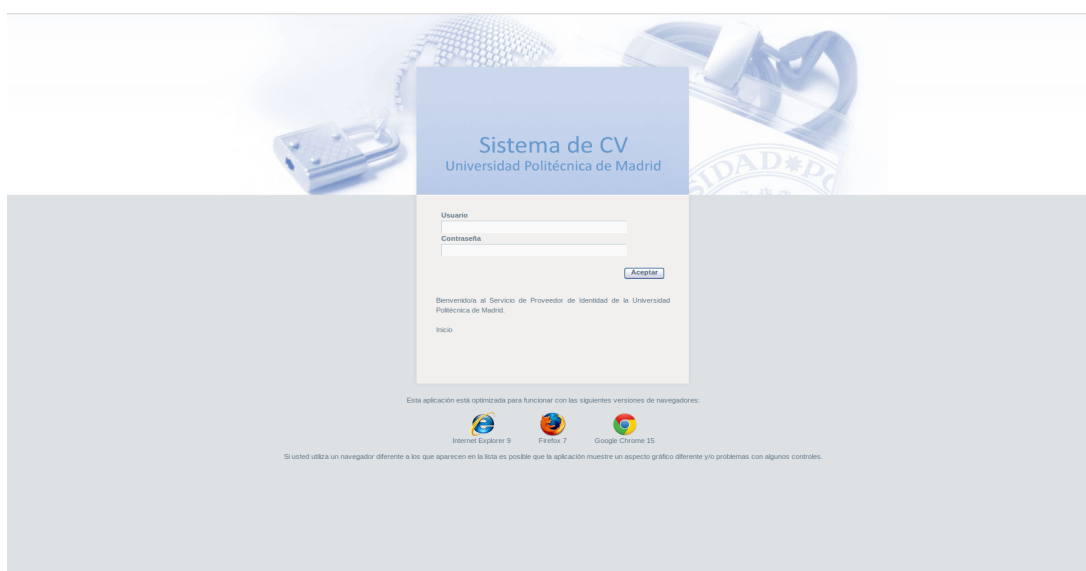 Sistema de CV
Universidad Politécnica de Madrid
SIDAD*PO
Usuario
Contraseña
Aceptar
Bienvenido/a al Servicio de Proveedor de Identidad de la Universidad
Politécnica de Madrid.
Inicio
Esta aplicación está optimizada para funcionar con las siguientes versiones de navegadores:
Internet Explorer 9 Firefox 7 Google Chrome 15
Si usted utiliza un navegador diferente a los que aparecen en la lista es posible que la aplicación muestre un aspecto gráfico diferente y/o problemas con algunos controles.